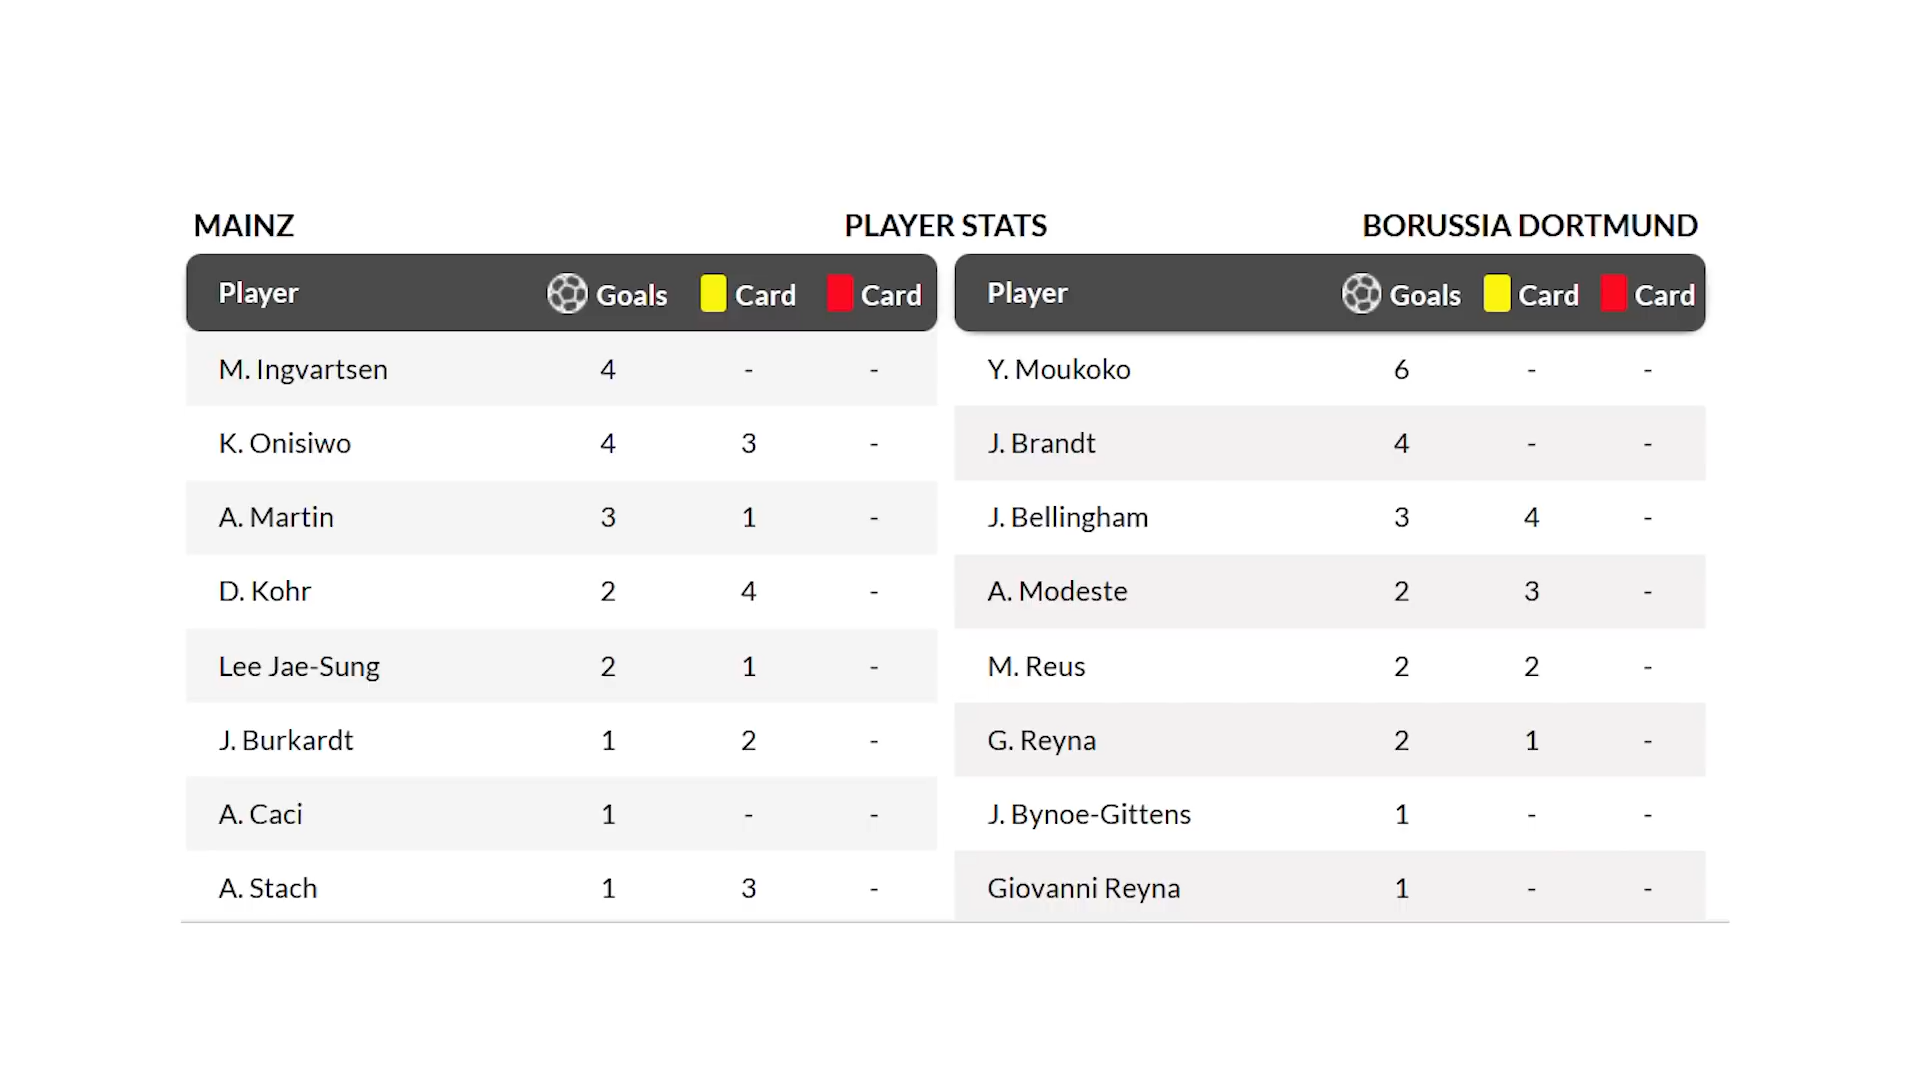 MAINZ PLAYER STATS BORUSSIA DORTMUND
Player Goals Card Card Player Goals Card Card
M. Ingvartsen 4 - - Y. Moukoko 6 - -
K. Onisiwo 4 3 - J. Brandt 4 - -
A. Martin 3 1 - J. Bellingham 3 4 -
D. Kohr 2 4 - A. Modeste 2 3 -
Lee Jae-Sung 2 1 - M. Reus 2 2 -
J. Burkardt 1 2 - G. Reyna 2 1 -
A. Caci 1 - - J. Bynoe-Gittens 1 - -
A. Stach 1 3 - Giovanni Reyna 1 - -